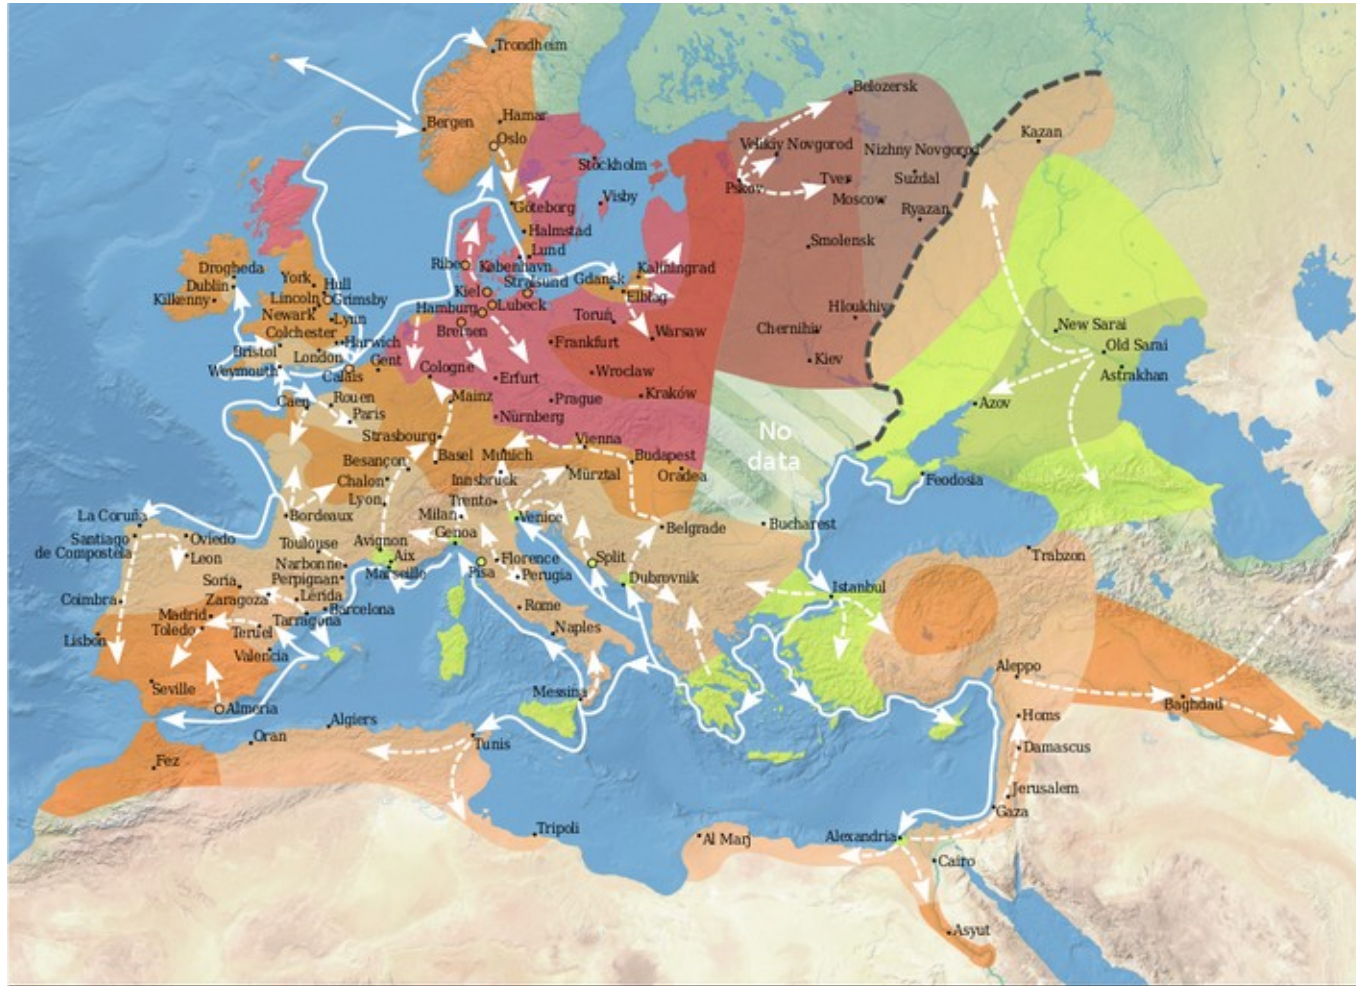 Trondheim
Belozersk
Bergen
Hamar
Oslo
Stockholm
Velikiy Novgorod
Nizhny Novgorod
Kazan
Pskov
Tver
Suzdal
Moscow
Ryazan
Visby
Göteborg
Halmstad
Lund
Smolensk
Drogheda
Dublin
Kilkenny
York
Hull
Lincoln
Grimsby
Newark
Lynn
Colchester
Harwich
Bristol
London
Weymouth
Calais
Gent
Ribe
København
Stralsund
Gdansk
Kaliningrad
Elbląg
Kiel
Lübeck
Hamburg
Bremen
Toruń
Warsaw
Frankfurt
Hloukhiv
Chernihiv
Kiev
New Sarai
Old Sarai
Astrakhan
Azov
Cologne
Erfurt
Wroclaw
Kraków
Caen
Rouen
Paris
Mainz
Prague
Nürnberg
Strasbourg
Vienna
No
data
Besançon
Basel
Munich
Budapest
Chalon
Innsbruck
Mürztal
Oradea
Feodosia
Lyon
Trento
La Coruña
Bordeaux
Milan
Venice
Belgrade
Bucharest
Santiago
de Compostela
Oviedo
Leon
Toulouse
Avignon
Genoa
Aix
Narbonne
Marseille
Pisa
Florence
Split
Trabzon
Soria
Perpignan
Perugia
Dubrovnik
Istanbul
Coimbra
Zaragoza
Lérida
Barcelona
Rome
Madrid
Tarragona
Lisbon
Toledo
Teruel
Naples
Valencia
Seville
Messina
Aleppo
Almeria
Baghdad
Algiers
Homs
Oran
Tunis
Damascus
Fez
Jerusalem
Gaza
Tripoli
Al Marj
Alexandria
Cairo
Asyut